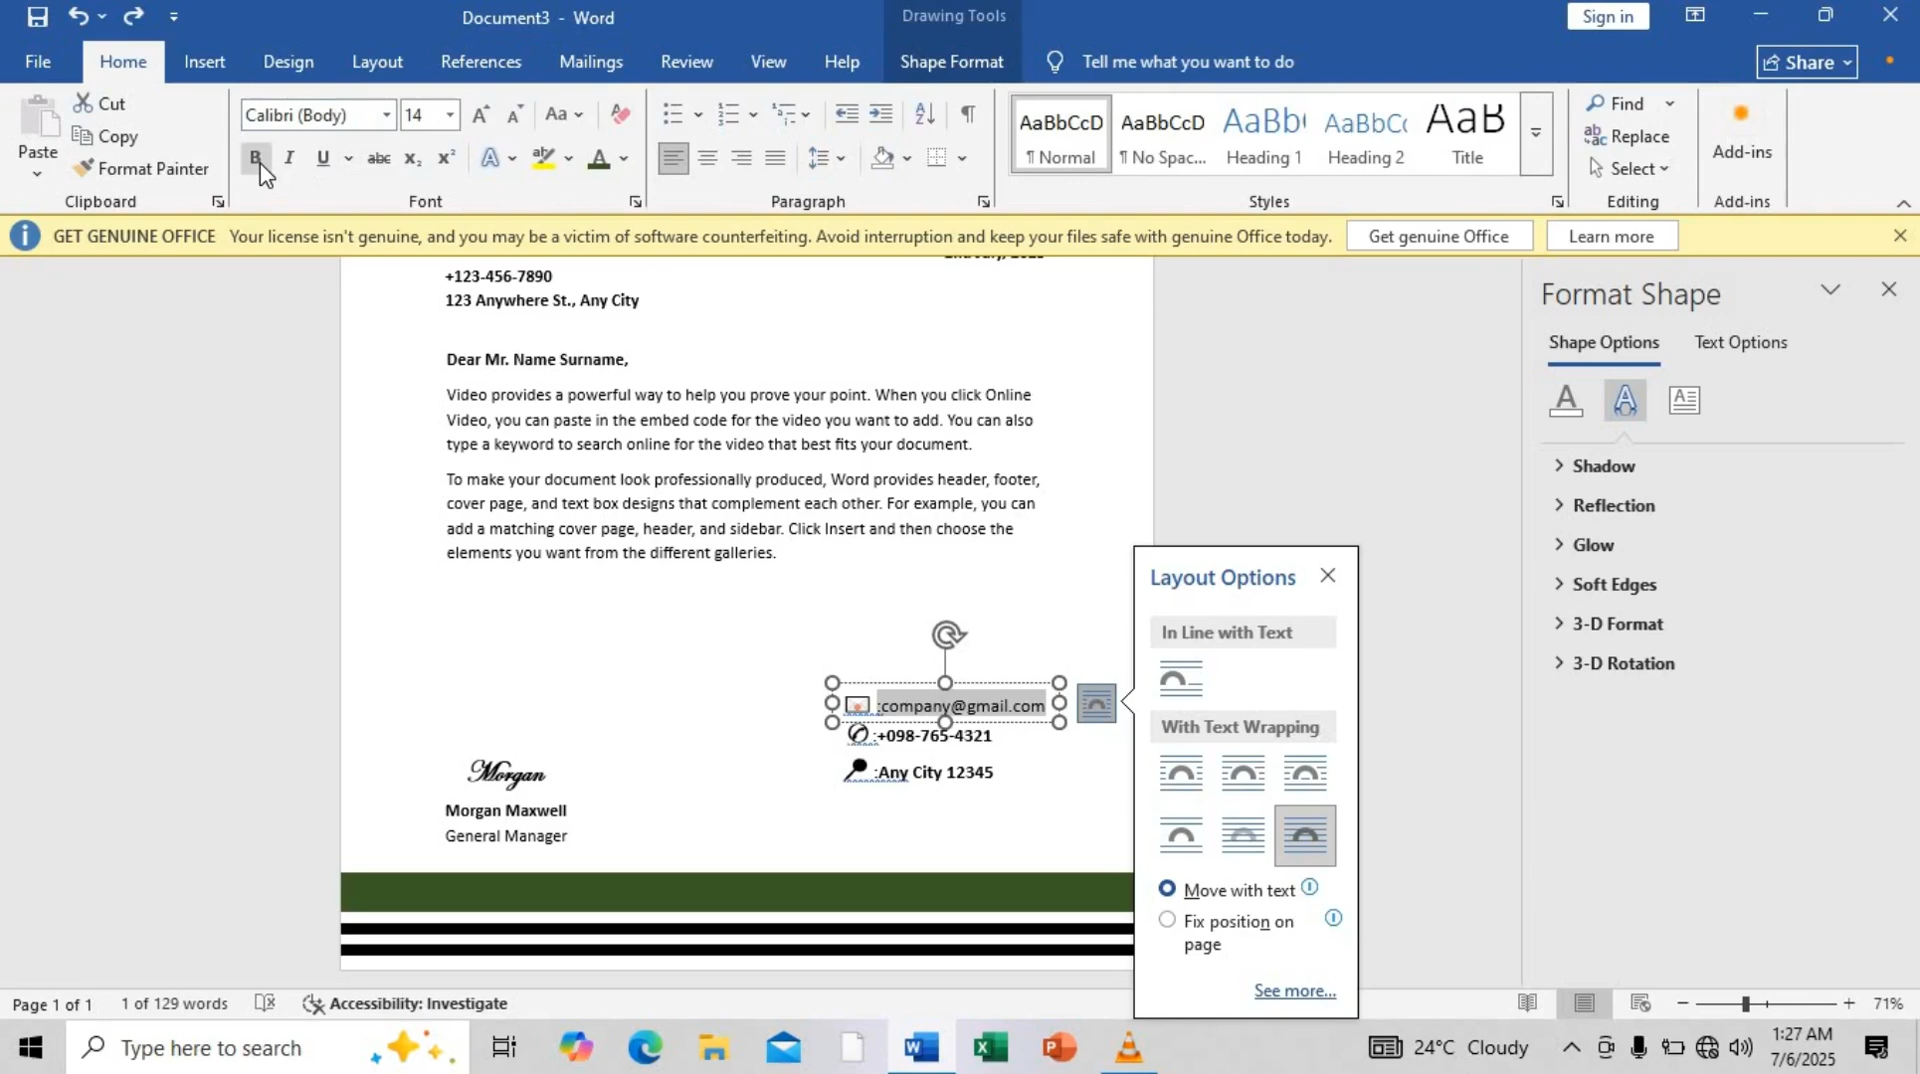 Document3 - Word
Drawing Tools
Sign in
File Home Insert Design Layout References Mailings Review View Help Shape Format Tell me what you want to do Share
Paste
Cut
Copy
Format Painter
Clipboard
Calibri (Body) 14 Aa
B I U abc X₂ X² A A
Font
Paragraph
AaBbCcD AaBbCcD AaBb( AaBbC( AaB
¶ Normal ¶ No Spac... Heading 1 Heading 2 Title
Styles
Find
Replace
Select
Editing
Add-ins
Add-ins
GET GENUINE OFFICE Your license isn't genuine, and you may be a victim of software counterfeiting. Avoid interruption and keep your files safe with genuine Office today. Get genuine Office Learn more
+123-456-7890
123 Anywhere St., Any City
Dear Mr. Name Surname,
Video provides a powerful way to help you prove your point. When you click Online
Video, you can paste in the embed code for the video you want to add. You can also
type a keyword to search online for the video that best fits your document.
To make your document look professionally produced, Word provides header, footer,
cover page, and text box designs that complement each other. For example, you can
add a matching cover page, header, and sidebar. Click Insert and then choose the
elements you want from the different galleries.
:company@gmail.com
:+098-765-4321
:Any City 12345
Morgan
Morgan Maxwell
General Manager
Layout Options
In Line with Text
With Text Wrapping
Move with text
Fix position on
page
See more...
Format Shape
Shape Options Text Options
Shadow
Reflection
Glow
Soft Edges
3-D Format
3-D Rotation
Page 1 of 1 1 of 129 words Accessibility: Investigate 71%
Type here to search
24°C Cloudy
1:27 AM
7/6/2025